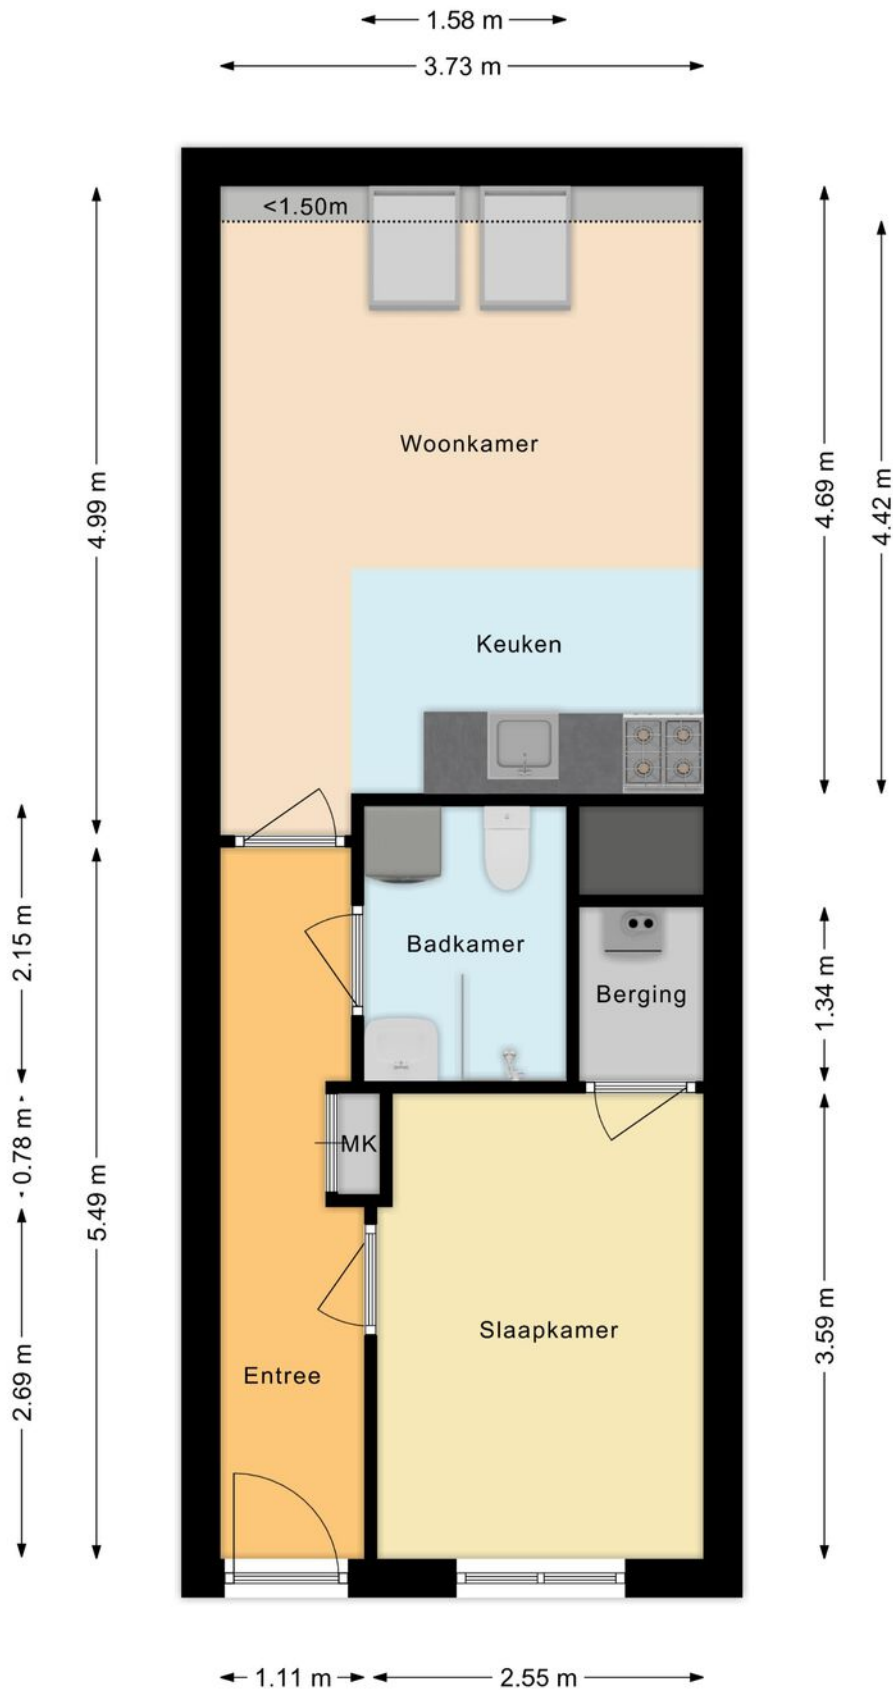 1.58 m
3.73 m
<1.50m
Woonkamer
4.99 m
4.69 m
4.42 m
Keuken
2.15 m
Badkamer
Berging
1.34 m
0.78 m
MK
5.49 m
Slaapkamer
3.59 m
Entree
2.69 m
1.11 m
2.55 m